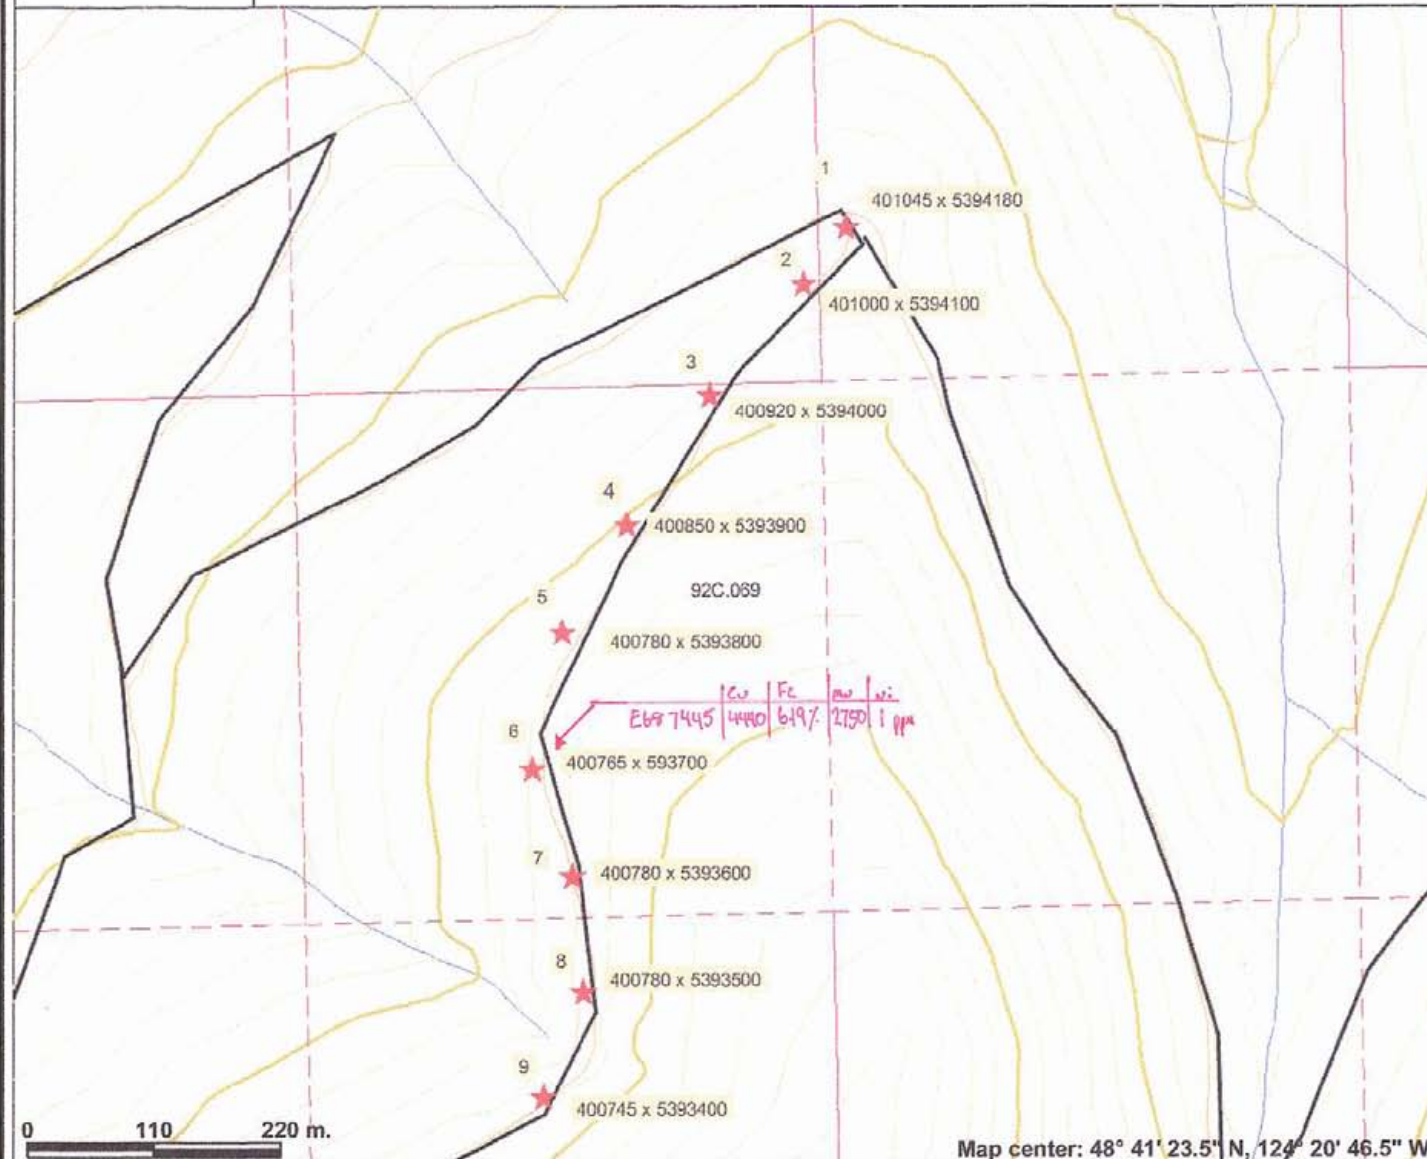 1
401045 x 5394180
2
401000 x 5394100
3
400920 x 5394000
4
400850 x 5393900
92C.069
5
400780 x 5393800
Cu Fe Mn Ni
E687445 4440 6.19% 2750 1 ppm
6
400765 x 593700
7
400780 x 5393600
8
400780 x 5393500
9
400745 x 5393400
0 110 220 m.
Map center: 48° 41' 23.5" N, 124° 20' 46.5" W